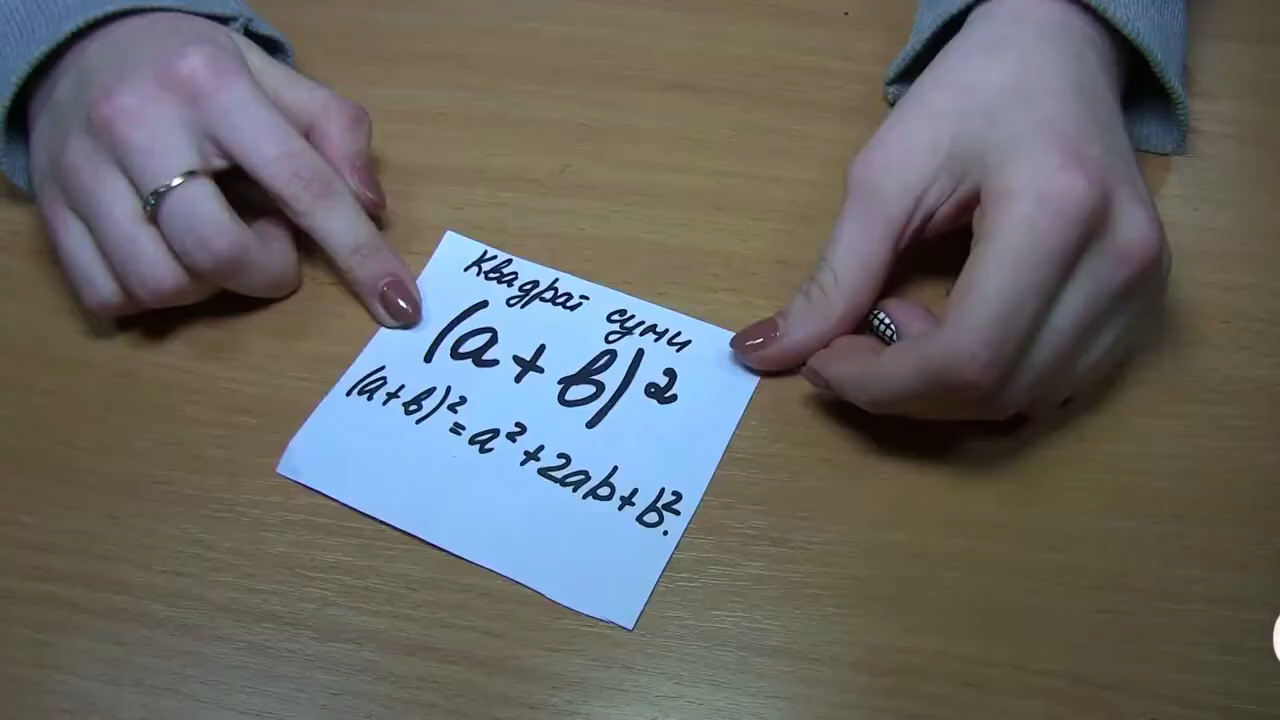 Квадрат суми
(a + b)²
(a+b)² = a² + 2ab + b².